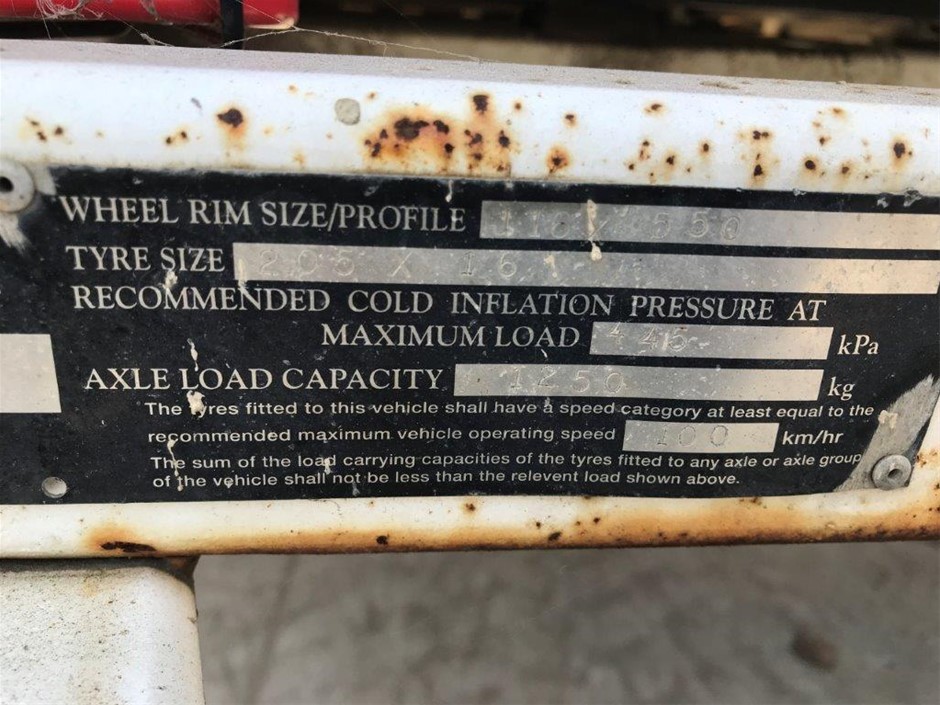 WHEEL RIM SIZE/PROFILE 116 X 550
TYRE SIZE 205 X 16
RECOMMENDED COLD INFLATION PRESSURE AT
MAXIMUM LOAD 445 kPa
AXLE LOAD CAPACITY 1250 kg
The tyres fitted to this vehicle shall have a speed category at least equal to the
recommended maximum vehicle operating speed 100 km/hr
The sum of the load carrying capacities of the tyres fitted to any axle or axle group
of the vehicle shall not be less than the relevent load shown above.